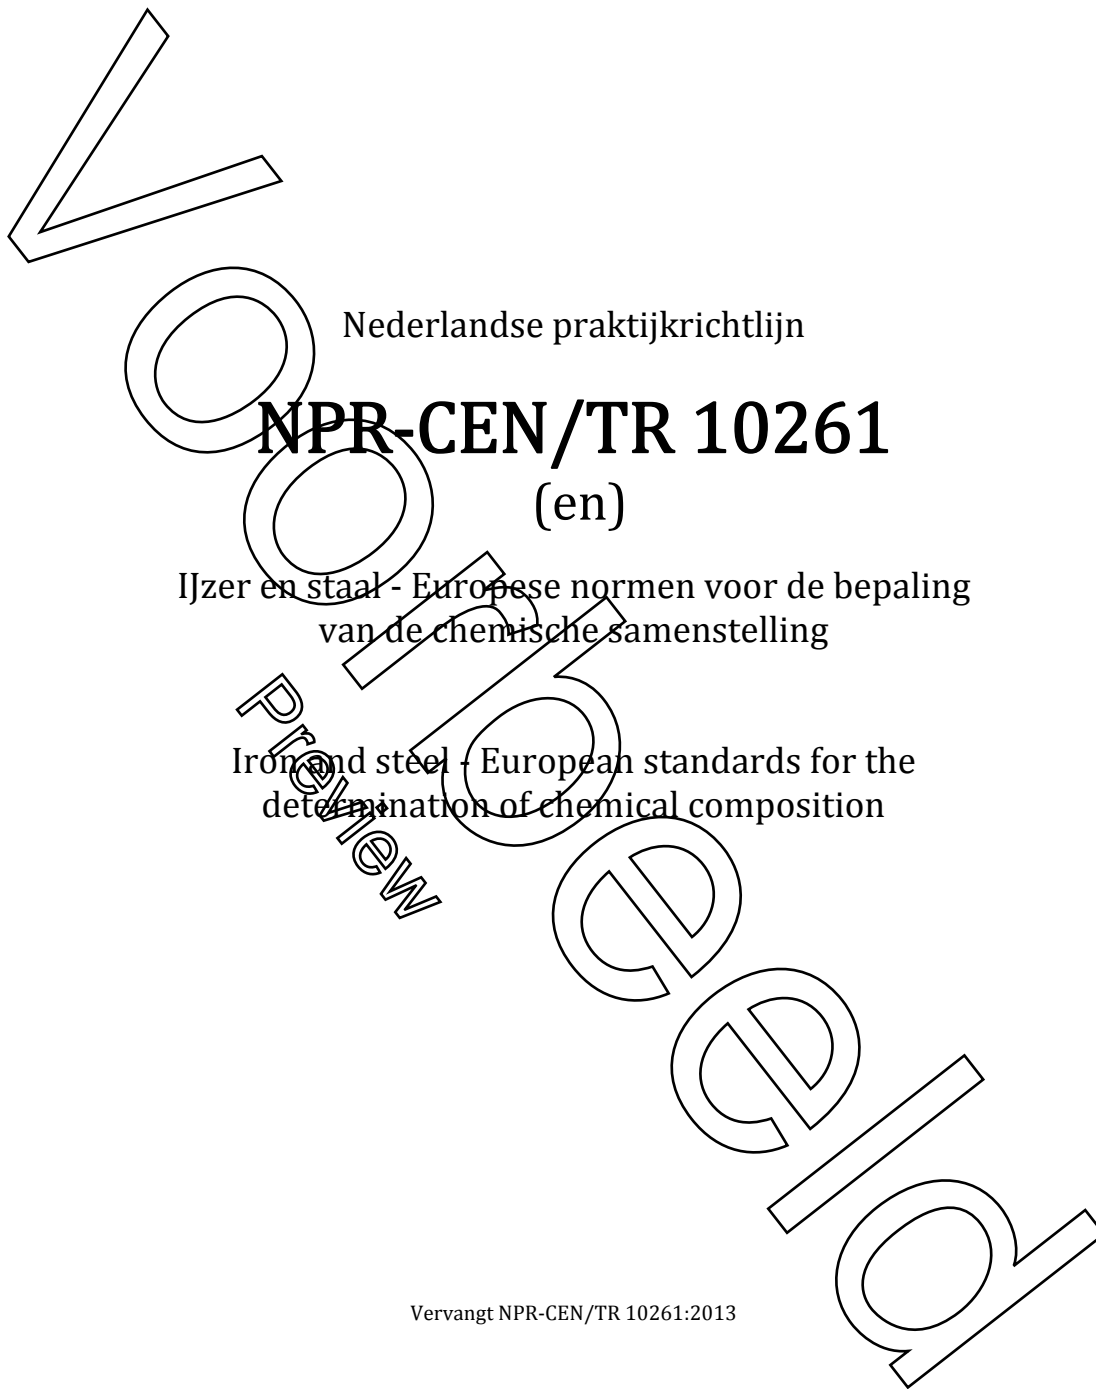 Voorbeeld
Preview
Nederlandse praktijkrichtlijn
NPR-CEN/TR 10261
(en)
IJzer en staal - Europese normen voor de bepaling
van de chemische samenstelling
Iron and steel - European standards for the
determination of chemical composition
Vervangt NPR-CEN/TR 10261:2013